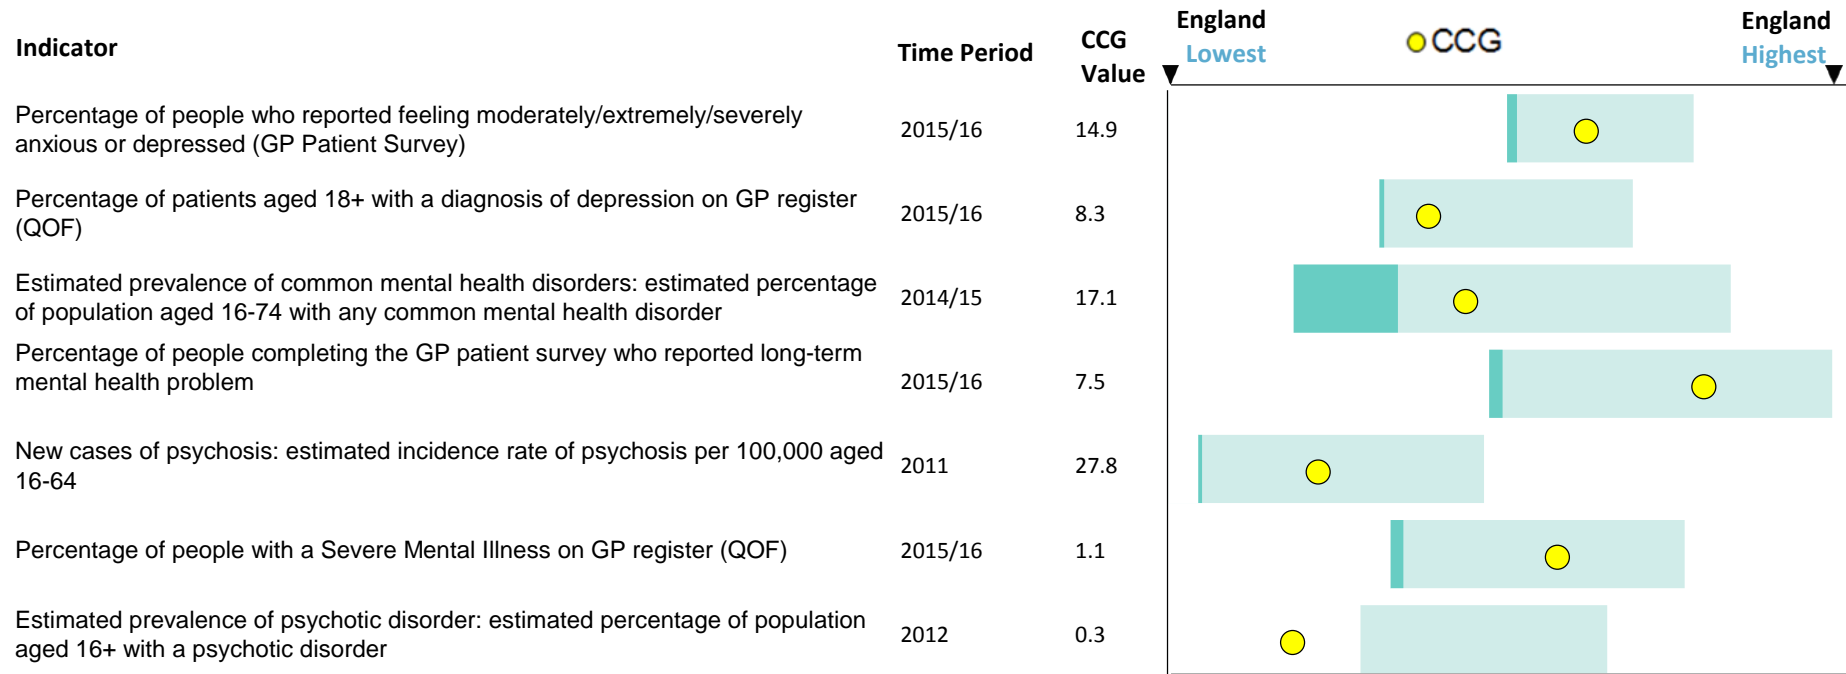 Indicator
Time Period
CCG
Value
England
Lowest
CCG
England
Highest
Percentage of people who reported feeling moderately/extremely/severely
anxious or depressed (GP Patient Survey)
2015/16
14.9
Percentage of patients aged 18+ with a diagnosis of depression on GP register
(QOF)
2015/16
8.3
Estimated prevalence of common mental health disorders: estimated percentage
of population aged 16-74 with any common mental health disorder
2014/15
17.1
Percentage of people completing the GP patient survey who reported long-term
mental health problem
2015/16
7.5
New cases of psychosis: estimated incidence rate of psychosis per 100,000 aged
16-64
2011
27.8
Percentage of people with a Severe Mental Illness on GP register (QOF)
2015/16
1.1
Estimated prevalence of psychotic disorder: estimated percentage of population
aged 16+ with a psychotic disorder
2012
0.3